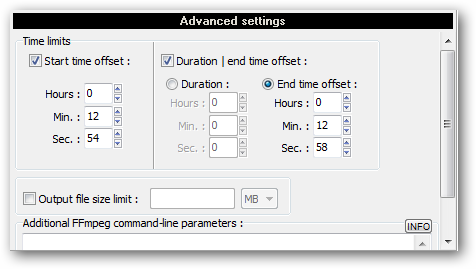 Advanced settings
Time limits
Start time offset :
Duration | end time offset :
Duration :
End time offset :
Hours : 0
Hours : 0
Hours : 0
Min. : 12
Min. : 0
Min. : 12
Sec. : 54
Sec. : 0
Sec. : 58
Output file size limit :
MB
Additional FFmpeg command-line parameters :
INFO